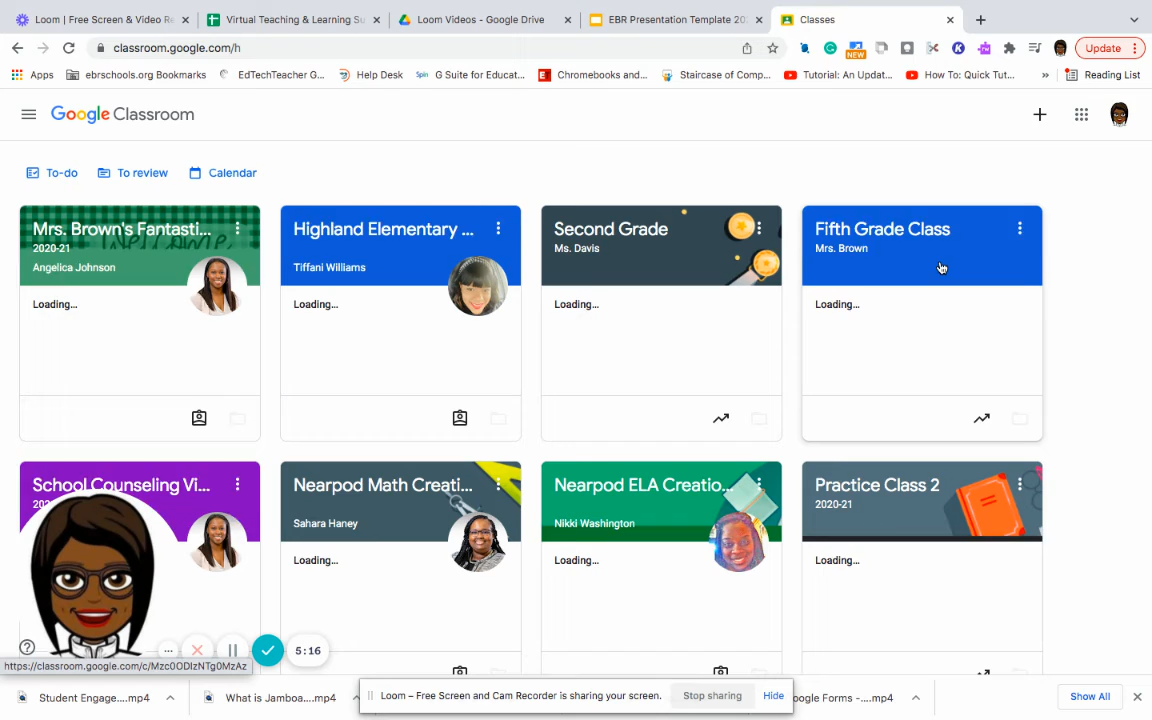 Loom | Free Screen & Video Re
Virtual Teaching & Learning Su
Loom Videos - Google Drive
EBR Presentation Template 202
Classes
classroom.google.com/h
NEW
Update
Apps
ebrschools.org Bookmarks
EdTechTeacher G...
Help Desk
G Suite for Educat...
Chromebooks and...
Staircase of Comp...
Tutorial: An Updat...
How To: Quick Tut...
»
Reading List
Google Classroom
To-do
To review
Calendar
Mrs. Brown's Fantasti...
2020-21
Angelica Johnson
Loading...
Highland Elementary ...
Tiffani Williams
Loading...
Second Grade
Ms. Davis
Loading...
Fifth Grade Class
Mrs. Brown
Loading...
School Counseling Vi...
Nearpod Math Creati...
Sahara Haney
Loading...
Nearpod ELA Creatio...
Nikki Washington
Loading...
Practice Class 2
2020-21
Loading...
5:16
https://classroom.google.com/c/Mzc0ODIzNTg0MzAz
Student Engage....mp4
What is Jamboa....mp4
Loom – Free Screen and Cam Recorder is sharing your screen.
Stop sharing
Hide
oogle Forms -....mp4
Show All